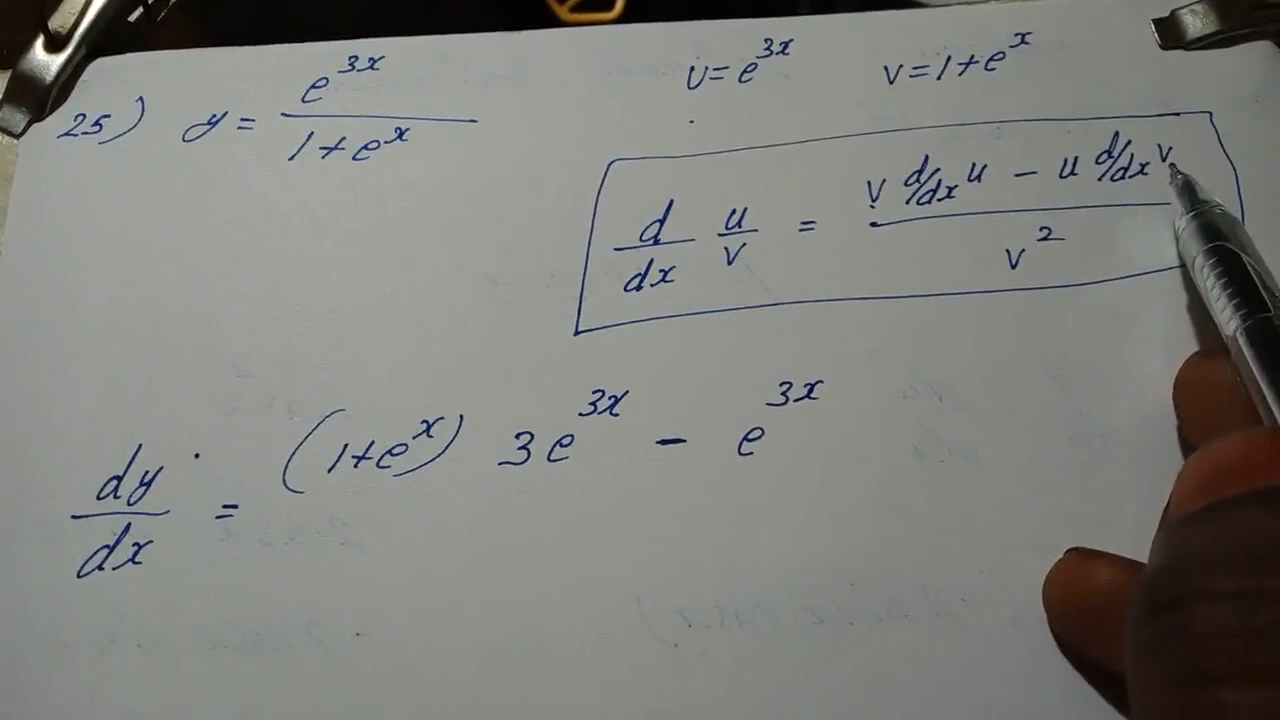 25) y = e^{3x} / (1+e^x)
u = e^{3x} v = 1+e^x
d/dx u/v = (v d/dx u - u d/dx v) / v^2
dy/dx = (1+e^x) 3e^{3x} - e^{3x}